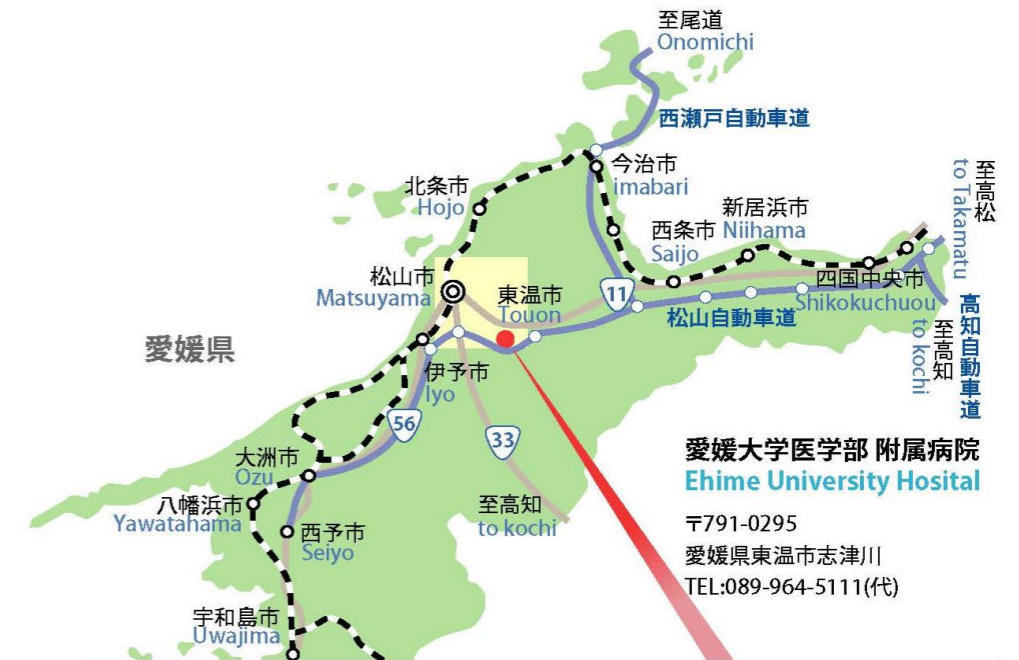 至尾道
Onomichi
西瀬戸自動車道
今治市
imabari
北条市
Hojo
新居浜市
Niihama
西条市
Saijo
至高松
to Takamatu
松山市
Matsuyama
東温市
Touon
11
四国中央市
Shikokuchuou
松山自動車道
高知自動車道
至高知
to kochi
愛媛県
伊予市
Iyo
56
33
大洲市
Ozu
八幡浜市
Yawatahama
西予市
Seiyo
至高知
to kochi
宇和島市
Uwajima
愛媛大学医学部 附属病院
Ehime University Hosital
〒791-0295
愛媛県東温市志津川
TEL:089-964-5111(代)